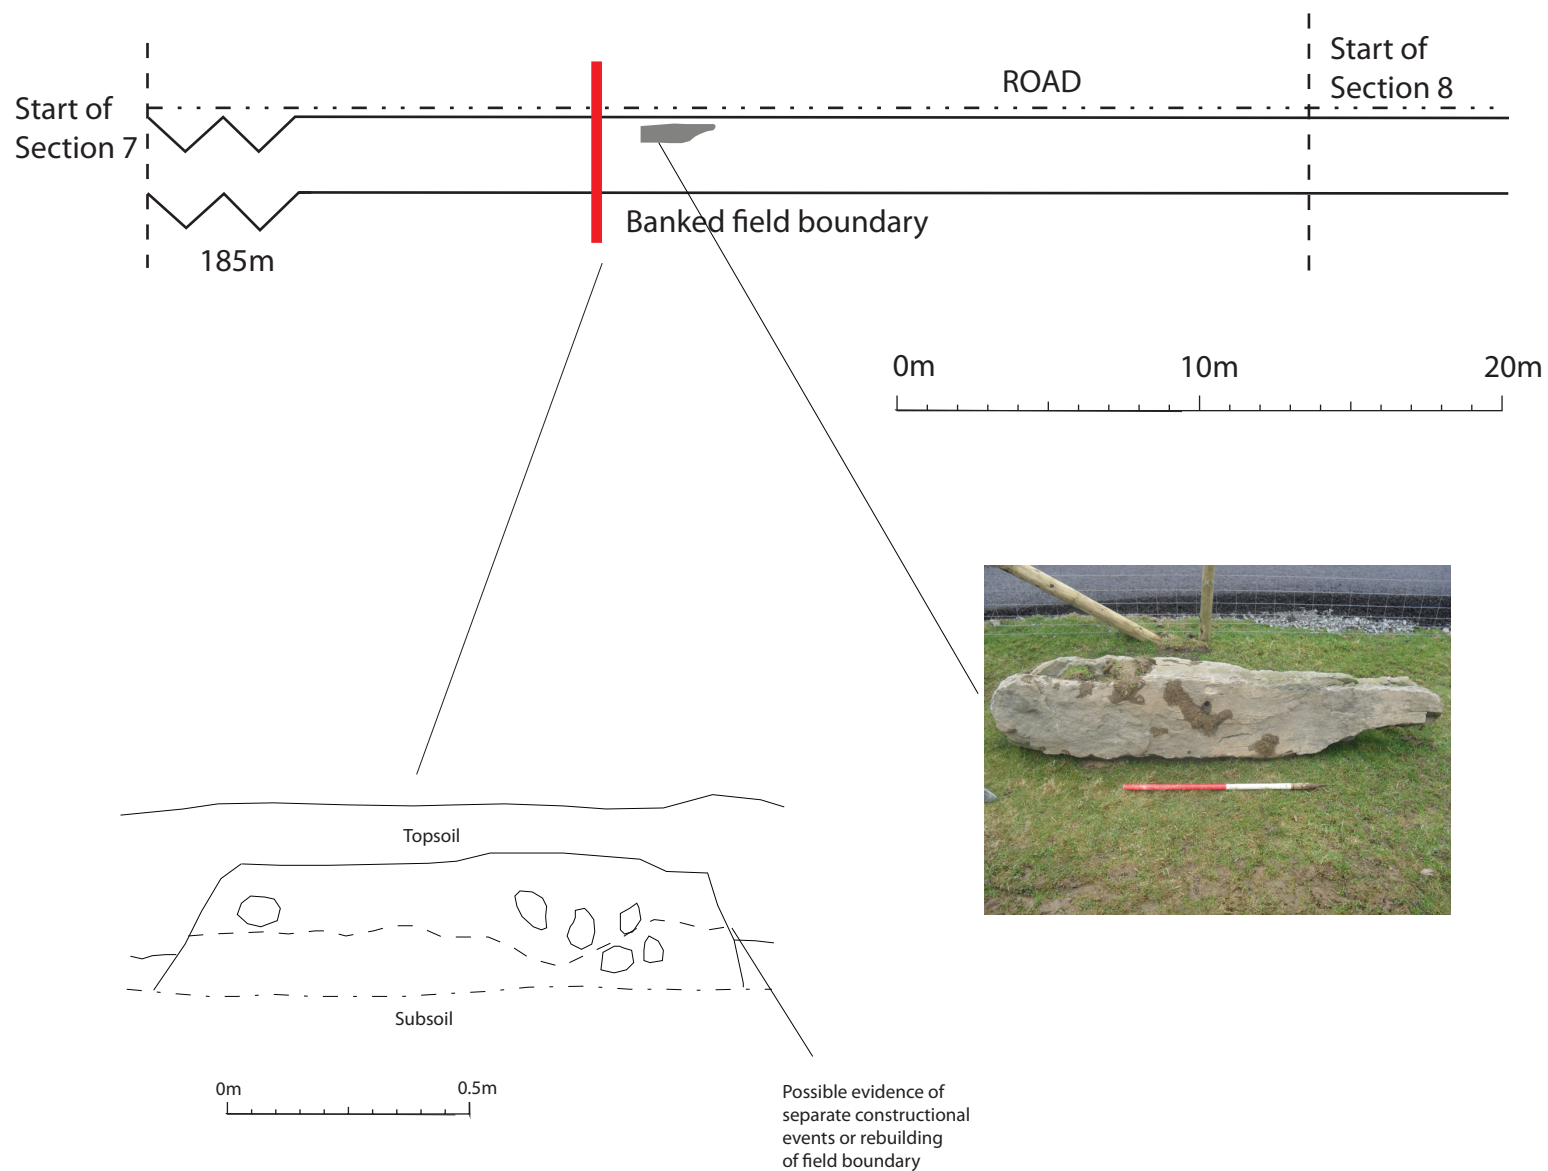 Start of
Section 7
ROAD
Start of
Section 8
Banked field boundary
185m
0m 10m 20m
Topsoil
Subsoil
0m 0.5m
Possible evidence of
separate constructional
events or rebuilding
of field boundary